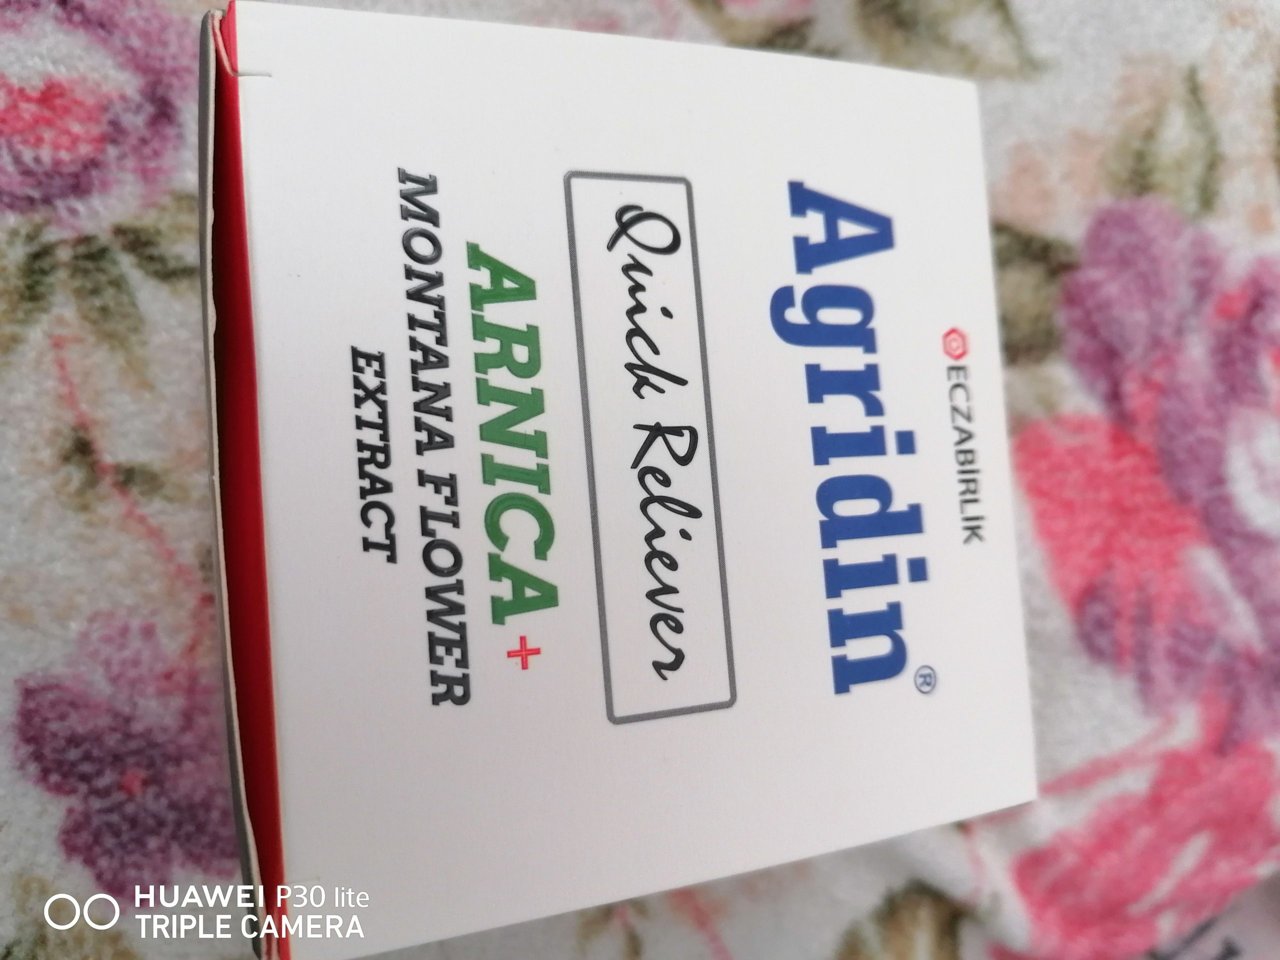 ECZABİRLİK
Agridin®
Quick Reliever
ARNICA+
MONTANA FLOWER
EXTRACT
HUAWEI P30 lite
TRIPLE CAMERA